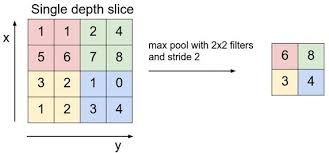 Single depth slice
x
1 1 2 4
5 6 7 8
3 2 1 0
1 2 3 4
y
max pool with 2x2 filters
and stride 2
6 8
3 4